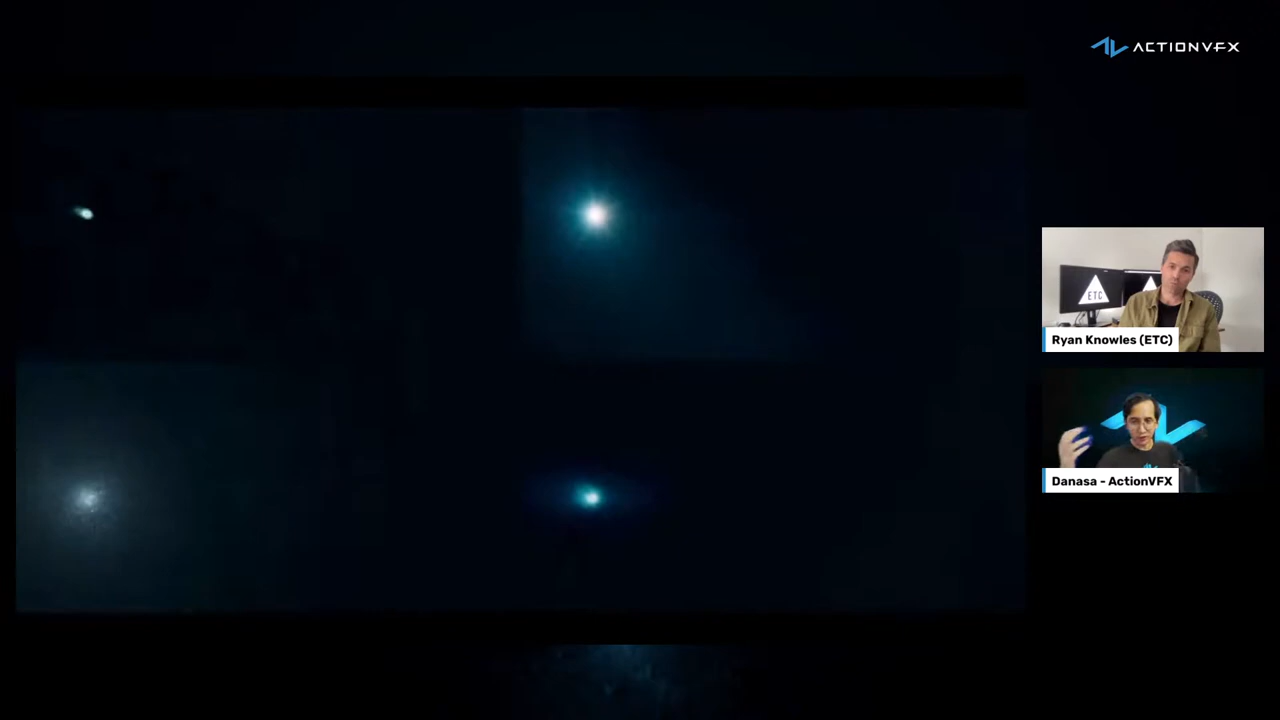 ACTIONVFX
ETC
Ryan Knowles (ETC)
Danasa - ActionVFX